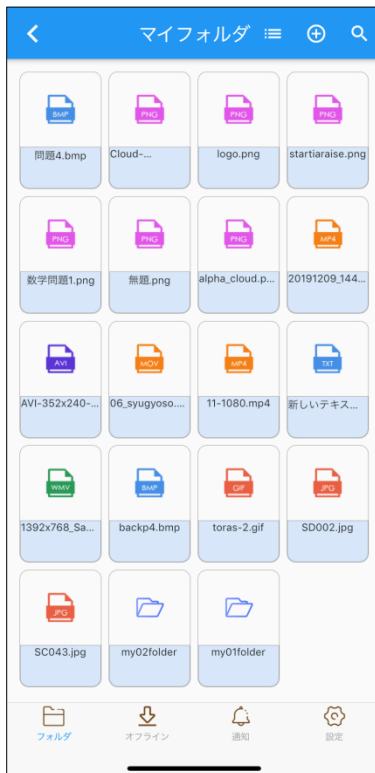 マイフォルダ
BMP
PNG
PNG
PNG
問題4.bmp
Cloud-...
logo.png
startiaraise.png
PNG
PNG
PNG
MP4
数学問題1.png
無題.png
alpha_cloud.p...
20191209_144...
AVI
MOV
MP4
TXT
AVI-352x240-...
06_syugyoso....
11-1080.mp4
新しいテキス...
WMV
BMP
GIF
JPG
1392x768_Sa...
backp4.bmp
toras-2.gif
SD002.jpg
JPG
SC043.jpg
my02folder
my01folder
フォルダ
オフライン
通知
設定